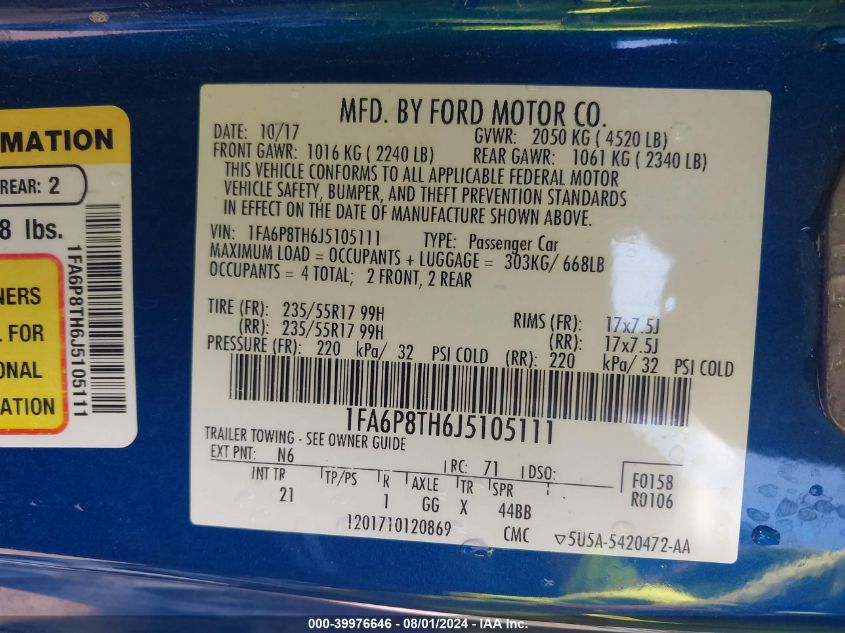 MATION
REAR: 2
8 lbs.
NERS
L FOR
ONAL
ATION
1FA6P8TH6J5105111
MFD. BY FORD MOTOR CO.
DATE: 10/17
GVWR: 2050 KG ( 4520 LB)
FRONT GAWR: 1016 KG ( 2240 LB)
REAR GAWR: 1061 KG ( 2340 LB)
THIS VEHICLE CONFORMS TO ALL APPLICABLE FEDERAL MOTOR
VEHICLE SAFETY, BUMPER, AND THEFT PREVENTION STANDARDS
IN EFFECT ON THE DATE OF MANUFACTURE SHOWN ABOVE.
VIN: 1FA6P8TH6J5105111 TYPE: Passenger Car
MAXIMUM LOAD = OCCUPANTS + LUGGAGE = 303KG/ 668LB
OCCUPANTS = 4 TOTAL; 2 FRONT, 2 REAR
TIRE (FR): 235/55R17 99H RIMS (FR): 17x7.5J
(RR): 235/55R17 99H (RR): 17x7.5J
PRESSURE (FR): 220 kPa/ 32 PSI COLD (RR): 220 kPa/ 32 PSI COLD
1FA6P8TH6J5105111
TRAILER TOWING - SEE OWNER GUIDE
EXT PNT: N6 RC: 71 DSO: F0158
INT TR TP/PS R AXLE TR SPR R0106
21 1 GG X 44BB
1201710120869 CMC ▽5U5A-5420472-AA
000-39976646 - 08/01/2024 - IAA Inc.